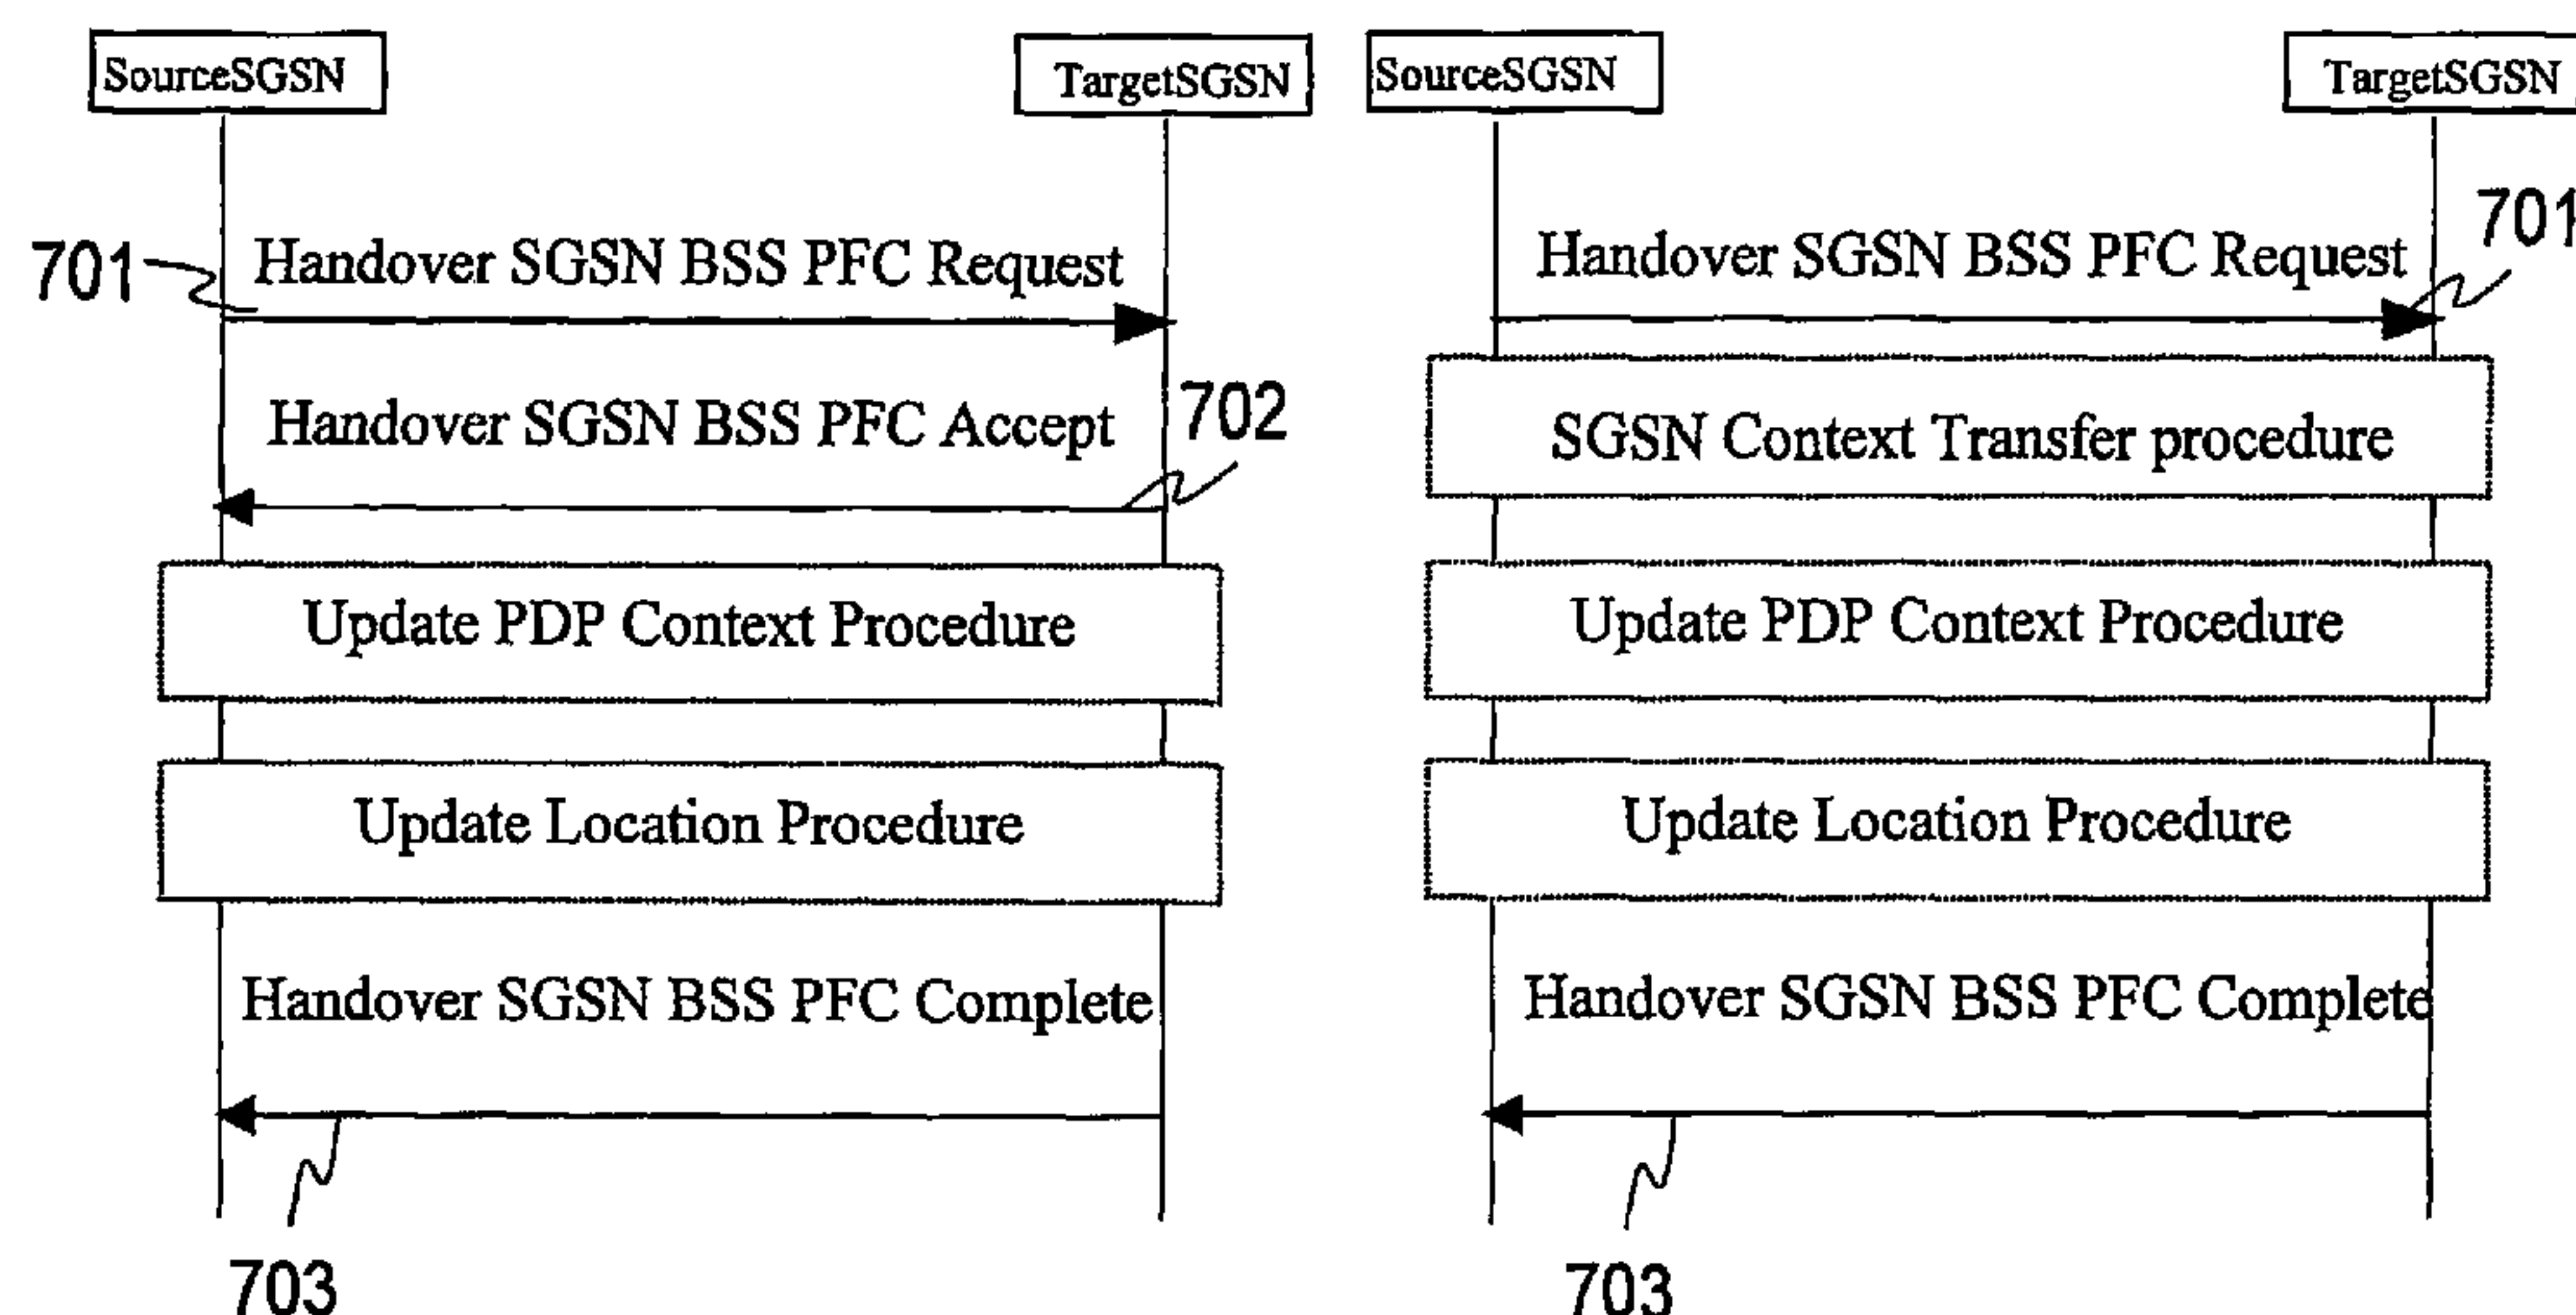 SourceSGSN
TargetSGSN
701
Handover SGSN BSS PFC Request
Handover SGSN BSS PFC Accept
702
Update PDP Context Procedure
Update Location Procedure
Handover SGSN BSS PFC Complete
703
SourceSGSN
TargetSGSN
701
Handover SGSN BSS PFC Request
SGSN Context Transfer procedure
Update PDP Context Procedure
Update Location Procedure
Handover SGSN BSS PFC Complete
703